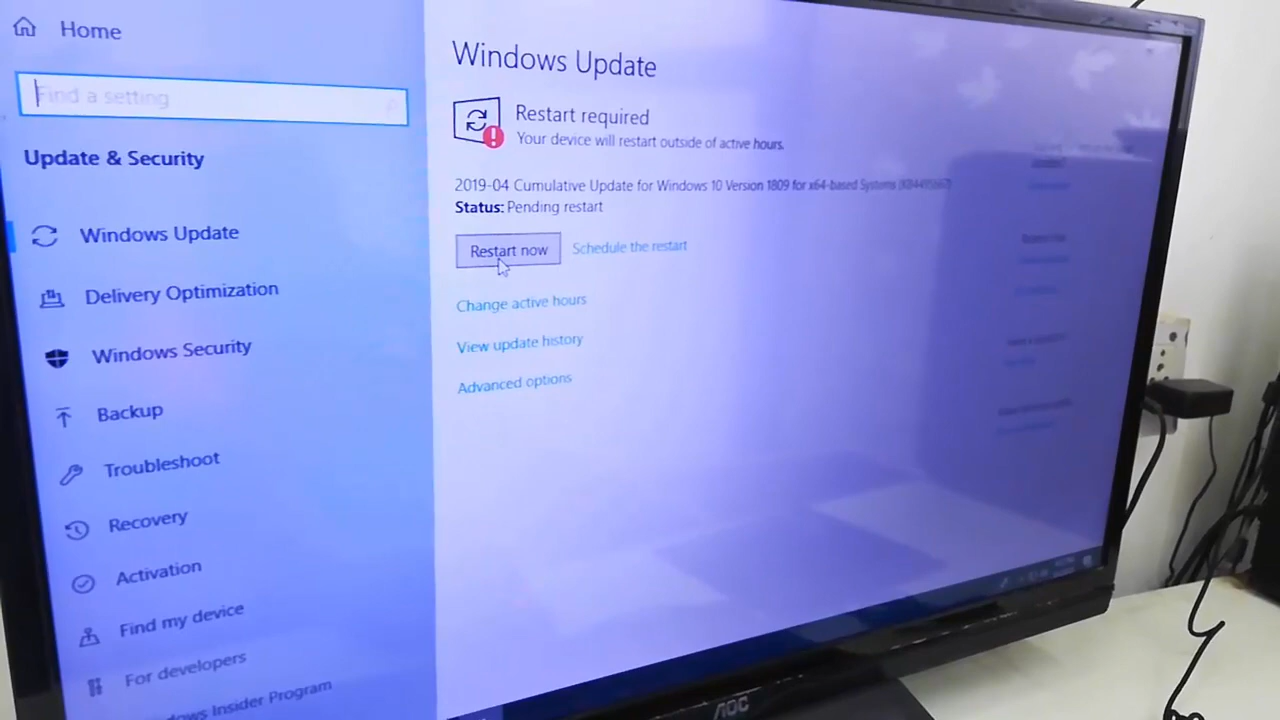 Home
Find a setting
Update & Security
Windows Update
Delivery Optimization
Windows Security
Backup
Troubleshoot
Recovery
Activation
Find my device
For developers
Windows Insider Program
Windows Update
Restart required
Your device will restart outside of active hours.
2019-04 Cumulative Update for Windows 10 Version 1809 for x64-based Systems
Status: Pending restart
Restart now Schedule the restart
Change active hours
View update history
Advanced options
AOC